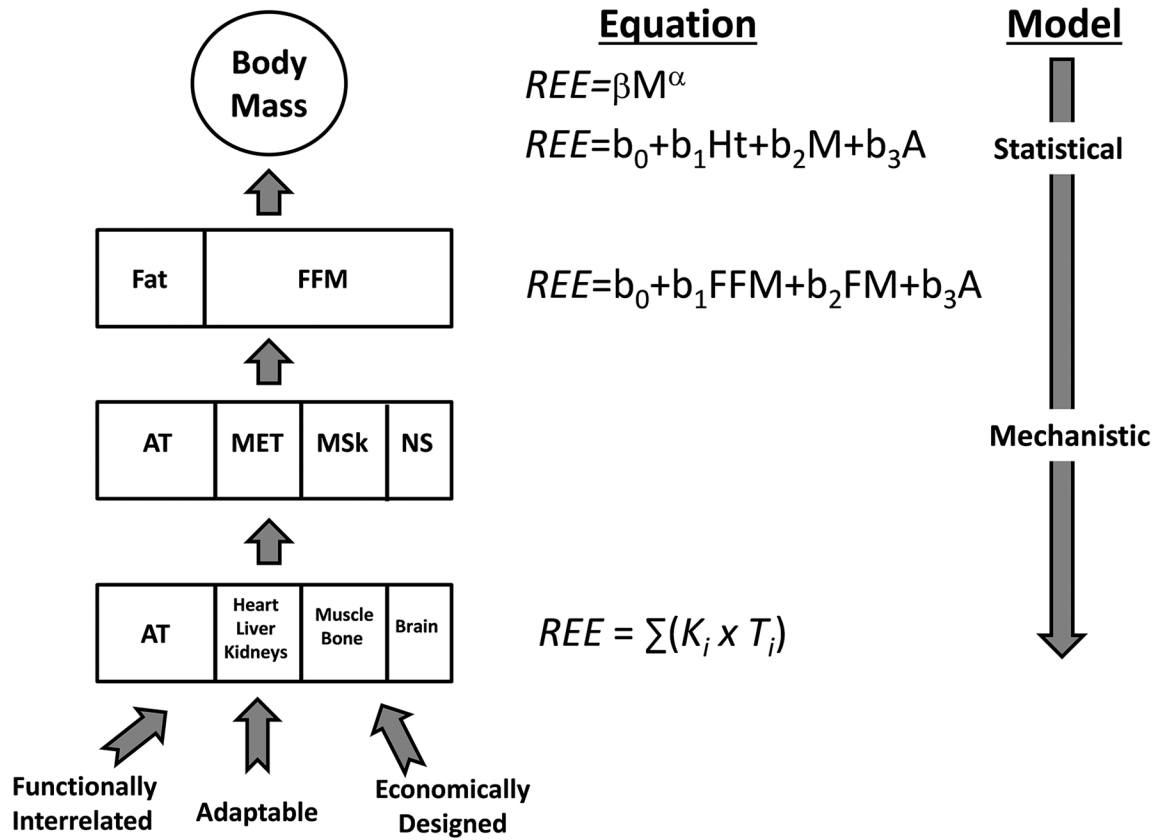 Equation
Model
Body
Mass
REE=βMᵅ
REE=b₀+b₁Ht+b₂M+b₃A
Statistical
Fat
FFM
REE=b₀+b₁FFM+b₂FM+b₃A
AT
MET
MSk
NS
Mechanistic
AT
Heart
Liver
Kidneys
Muscle
Bone
Brain
REE = ∑(Kᵢ x Tᵢ)
Functionally
Interrelated
Adaptable
Economically
Designed